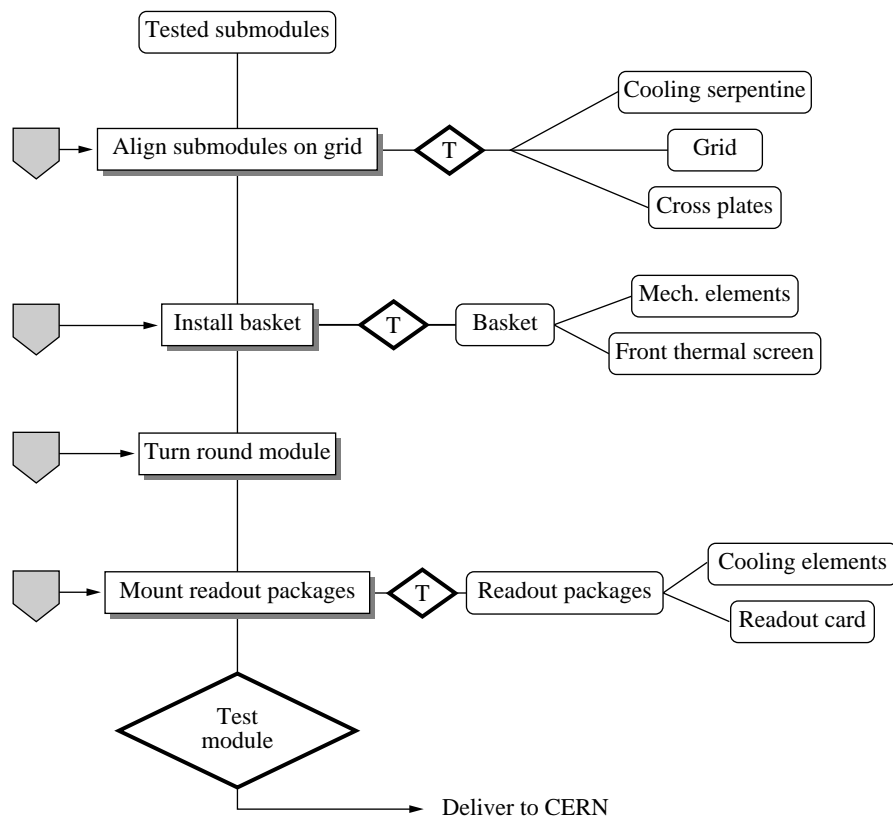 Tested submodules
Cooling serpentine
Align submodules on grid
T
Grid
Cross plates
Mech. elements
Install basket
T
Basket
Front thermal screen
Turn round module
Cooling elements
Mount readout packages
T
Readout packages
Readout card
Test
module
Deliver to CERN